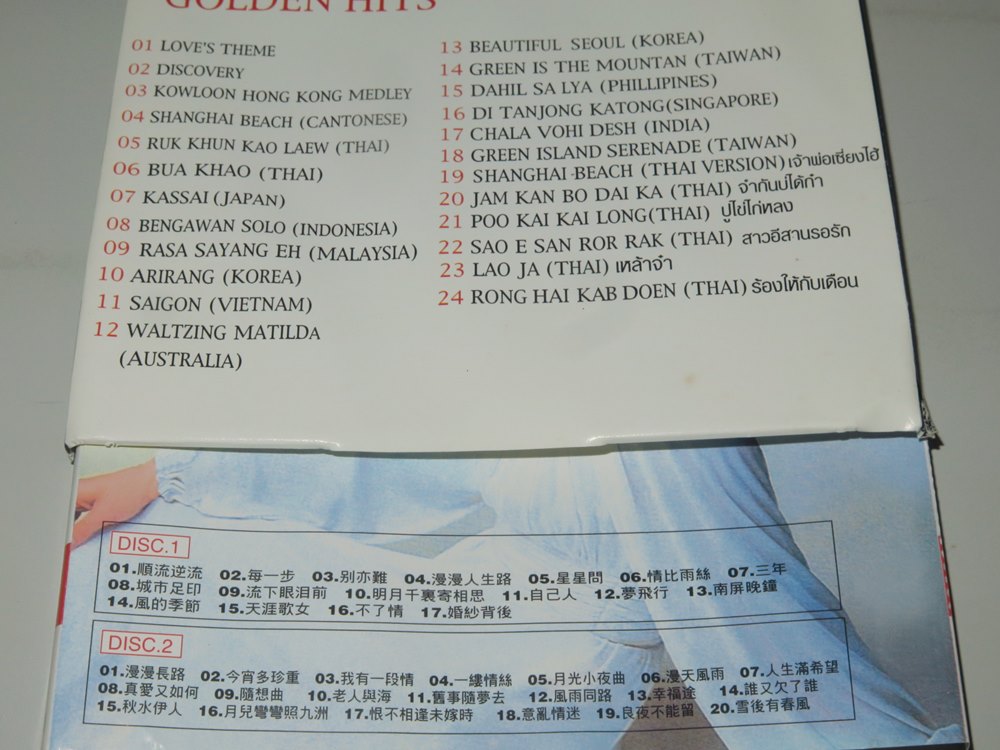 GOLDEN HITS
01 LOVE'S THEME
02 DISCOVERY
03 KOWLOON HONG KONG MEDLEY
04 SHANGHAI BEACH (CANTONESE)
05 RUK KHUN KAO LAEW (THAI)
06 BUA KHAO (THAI)
07 KASSAI (JAPAN)
08 BENGAWAN SOLO (INDONESIA)
09 RASA SAYANG EH (MALAYSIA)
10 ARIRANG (KOREA)
11 SAIGON (VIETNAM)
12 WALTZING MATILDA
(AUSTRALIA)
13 BEAUTIFUL SEOUL (KOREA)
14 GREEN IS THE MOUNTAN (TAIWAN)
15 DAHIL SA LYA (PHILLIPINES)
16 DI TANJONG KATONG(SINGAPORE)
17 CHALA VOHI DESH (INDIA)
18 GREEN ISLAND SERENADE (TAIWAN)
19 SHANGHAI BEACH (THAI VERSION) เจ้าพ่อเซี่ยงไฮ้
20 JAM KAN BO DAI KA (THAI) จำกันบ่ได้ก๋า
21 POO KAI KAI LONG(THAI) ปูไข่ไก่หลง
22 SAO E SAN ROR RAK (THAI) สาวอีสานรอรัก
23 LAO JA (THAI) เหล้าจ๋า
24 RONG HAI KAB DOEN (THAI) ร้องไห้กับเดือน
DISC.1
01.順流逆流 02.每一步 03.别亦難 04.漫漫人生路 05.星星問 06.情比雨絲 07.三年
08.城市足印 09.流下眼泪前 10.明月千裏寄相思 11.自己人 12.夢飛行 13.南屏晚鐘
14.風的季節 15.天涯歌女 16.不了情 17.婚紗背後
DISC.2
01.漫漫長路 02.今宵多珍重 03.我有一段情 04.一縷情絲 05.月光小夜曲 06.漫天風雨 07.人生滿希望
08.真愛又如何 09.隨想曲 10.老人與海 11.舊事隨夢去 12.風雨同路 13.幸福途 14.誰又欠了誰
15.秋水伊人 16.月兒彎彎照九洲 17.恨不相逢未嫁時 18.意亂情迷 19.良夜不能留 20.雪後有春風